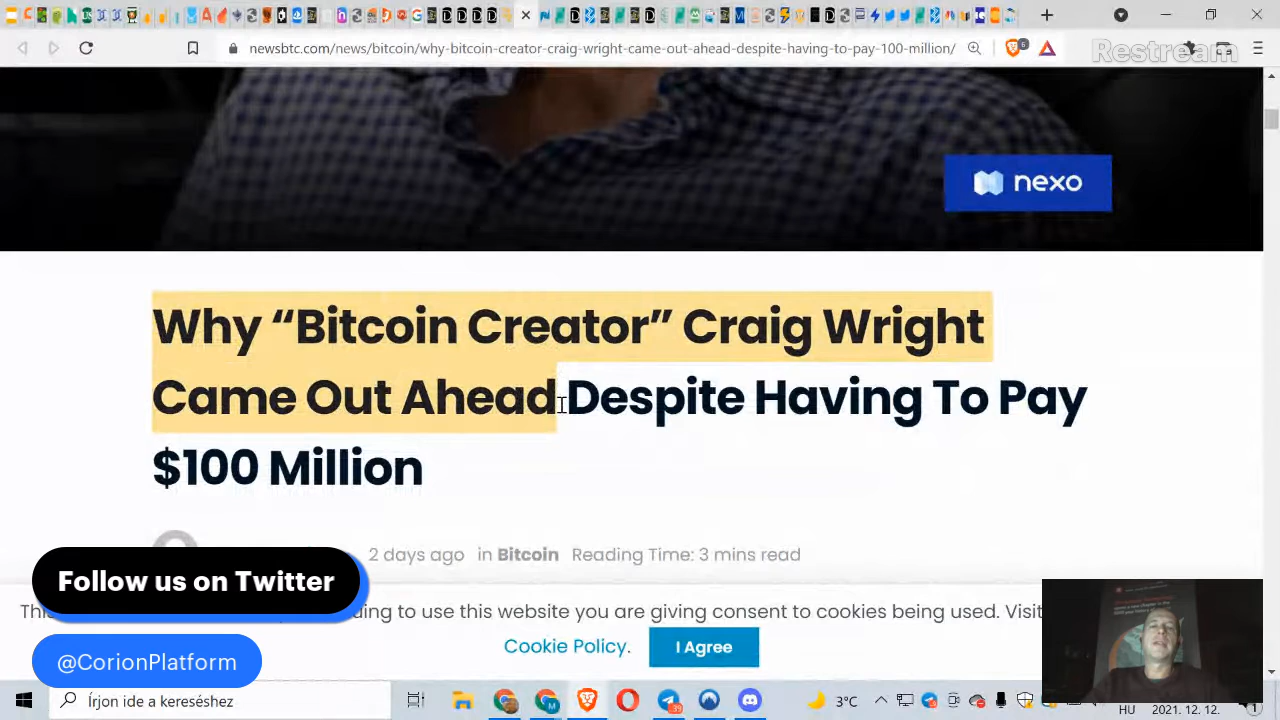 newsbtc.com/news/bitcoin/why-bitcoin-creator-craig-wright-came-out-ahead-despite-having-to-pay-100-million/
Restream
nexo
Why “Bitcoin Creator” Craig Wright
Came Out Ahead Despite Having To Pay
$100 Million
2 days ago in Bitcoin Reading Time: 3 mins read
Follow us on Twitter
@CorionPlatform
to use this website you are giving consent to cookies being used. Visit
Cookie Policy.
I Agree
Írjon ide a kereséshez
39
3°C
HU
2021. 12. 12.